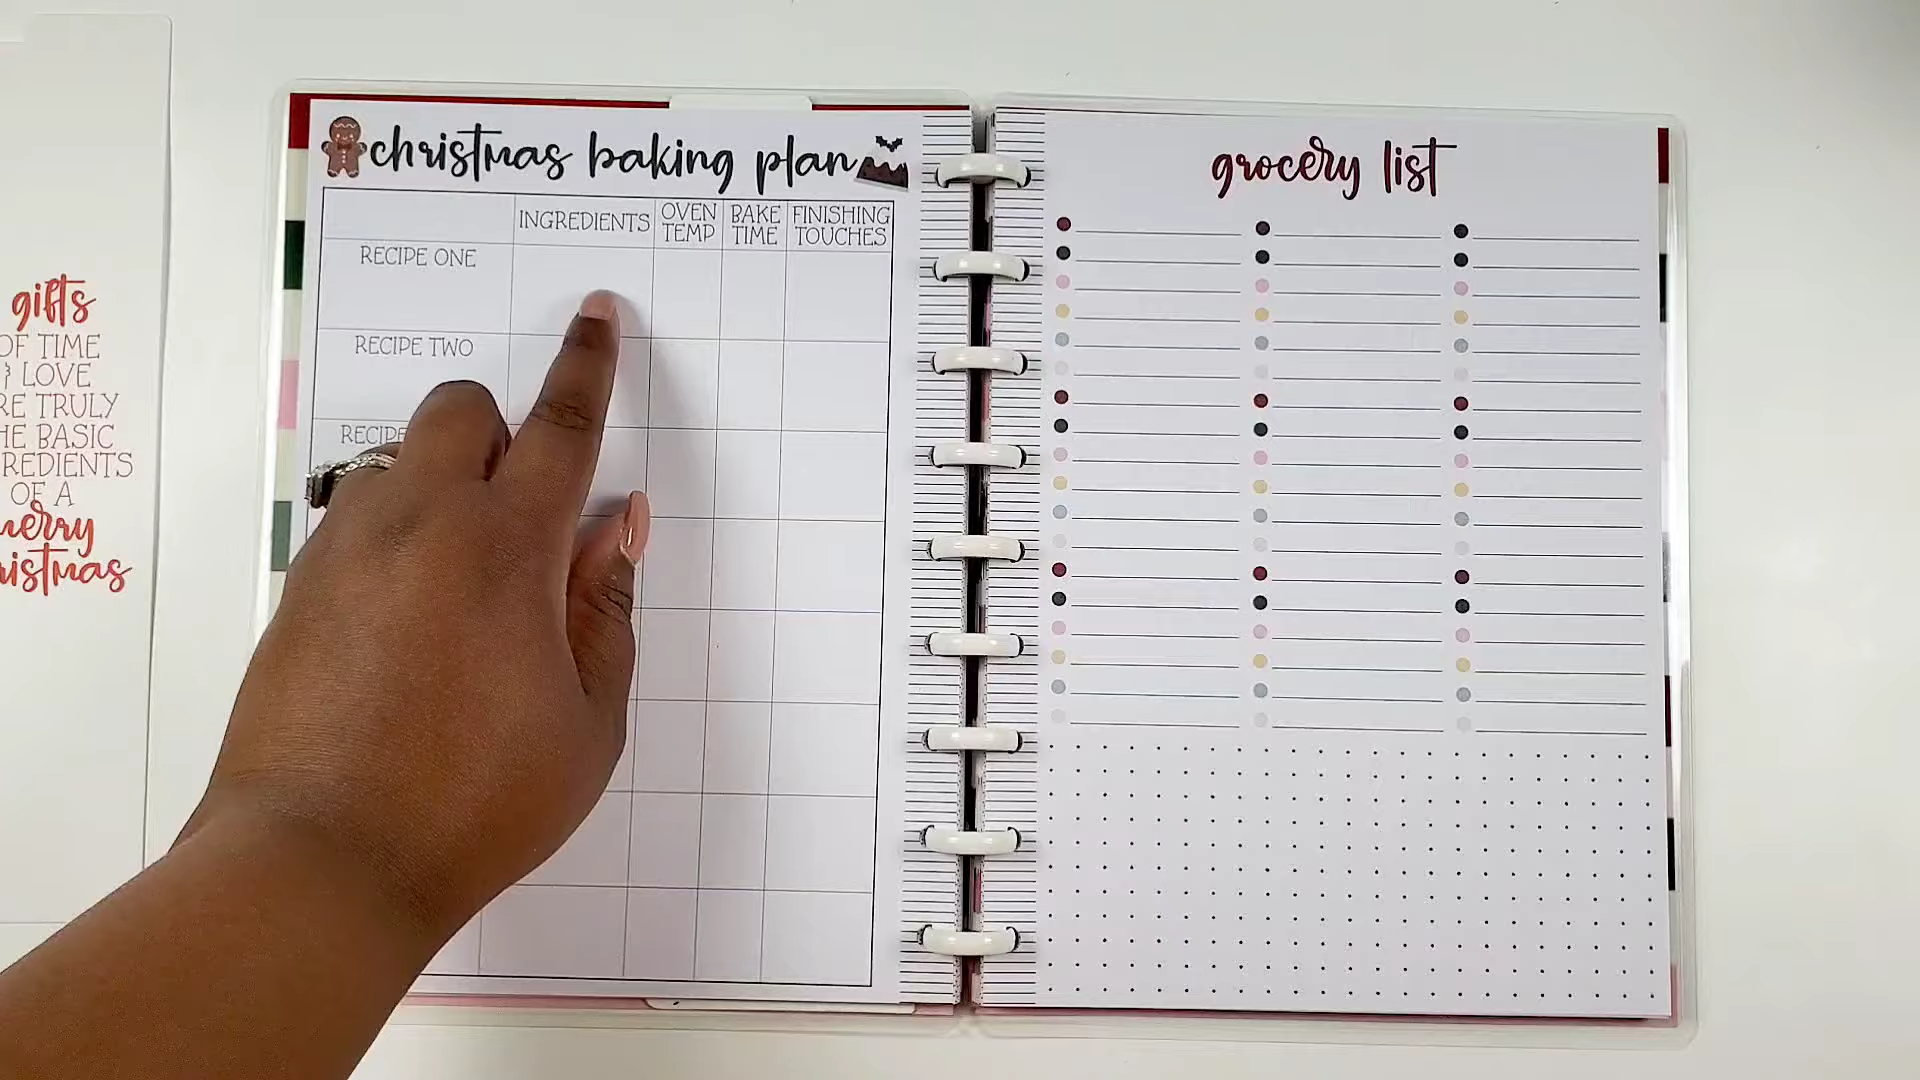 gifts
OF TIME
LOVE
TRULY
BASIC
OF A
christmas baking plan
INGREDIENTS
OVEN TEMP
BAKE TIME
FINISHING TOUCHES
RECIPE ONE
RECIPE TWO
RECIPE
grocery list